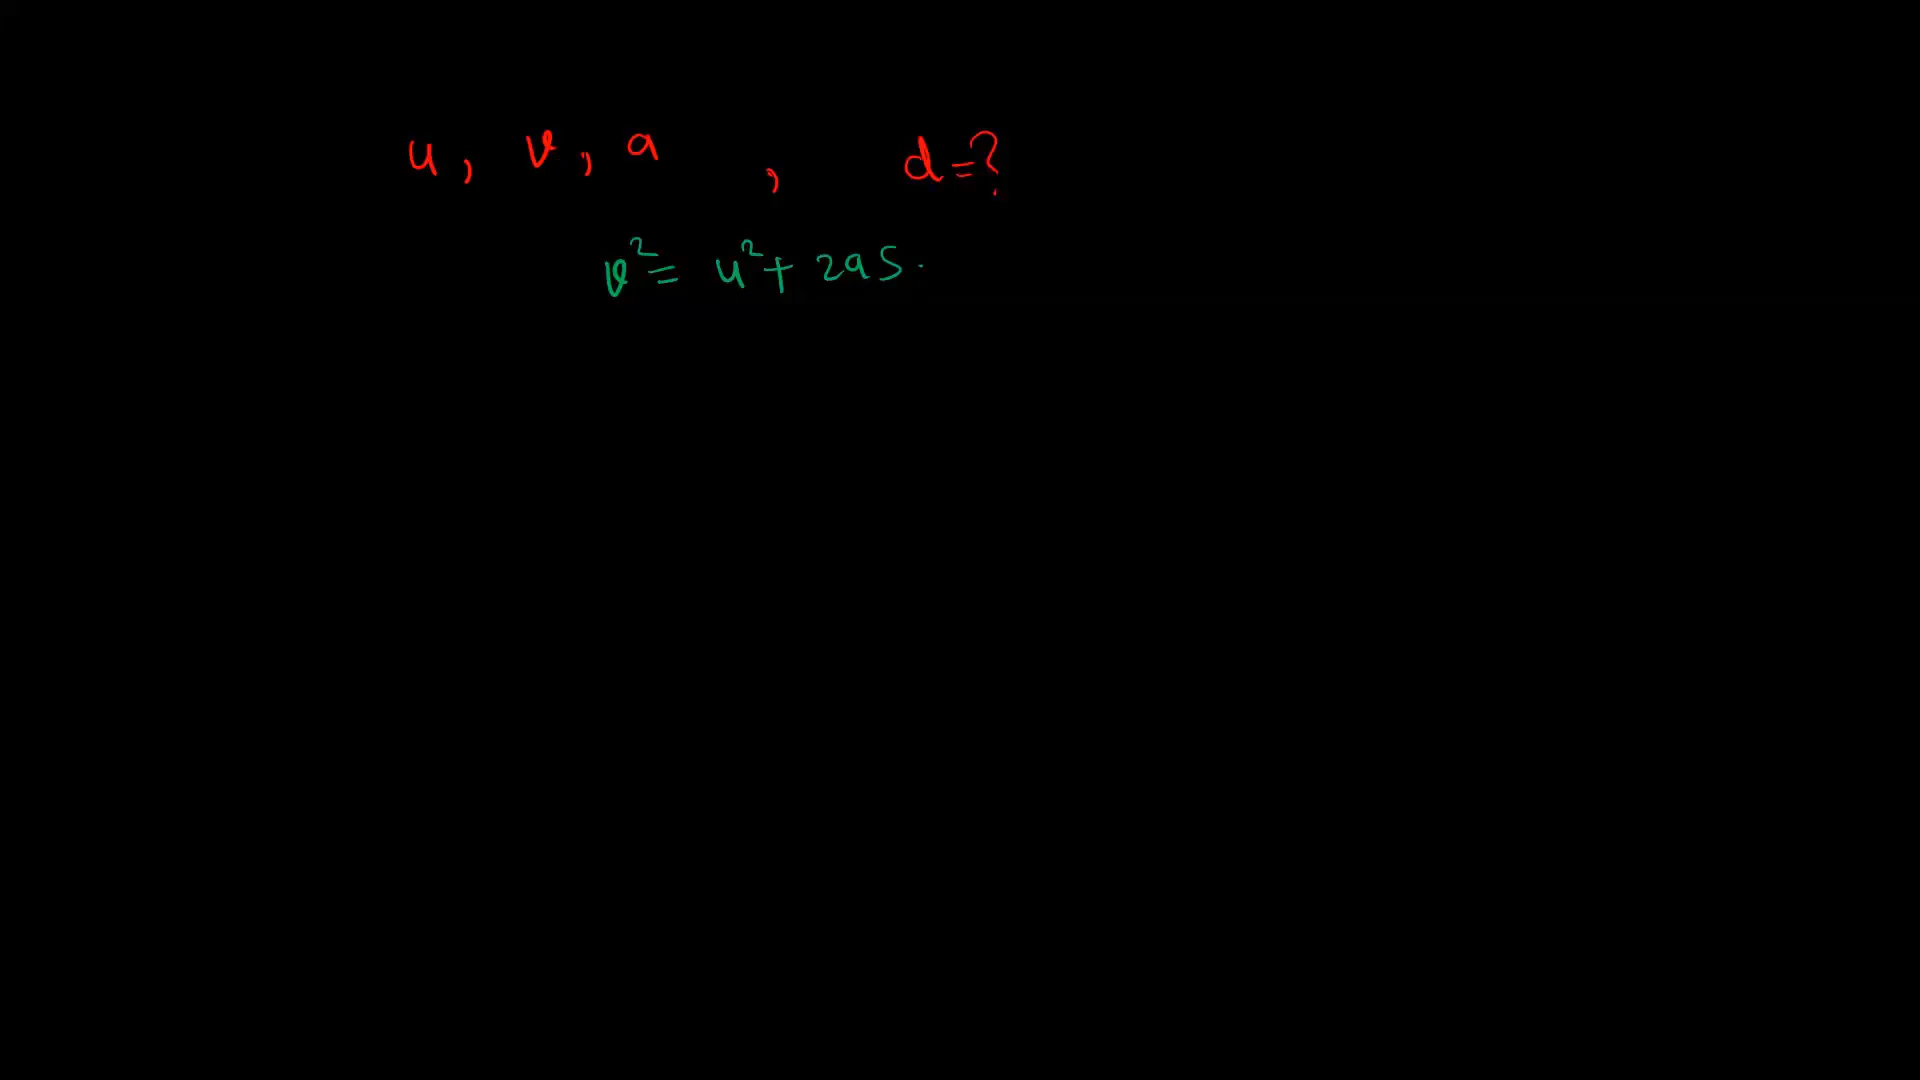 u, v, a , d=?
v²= u²+ 2as.